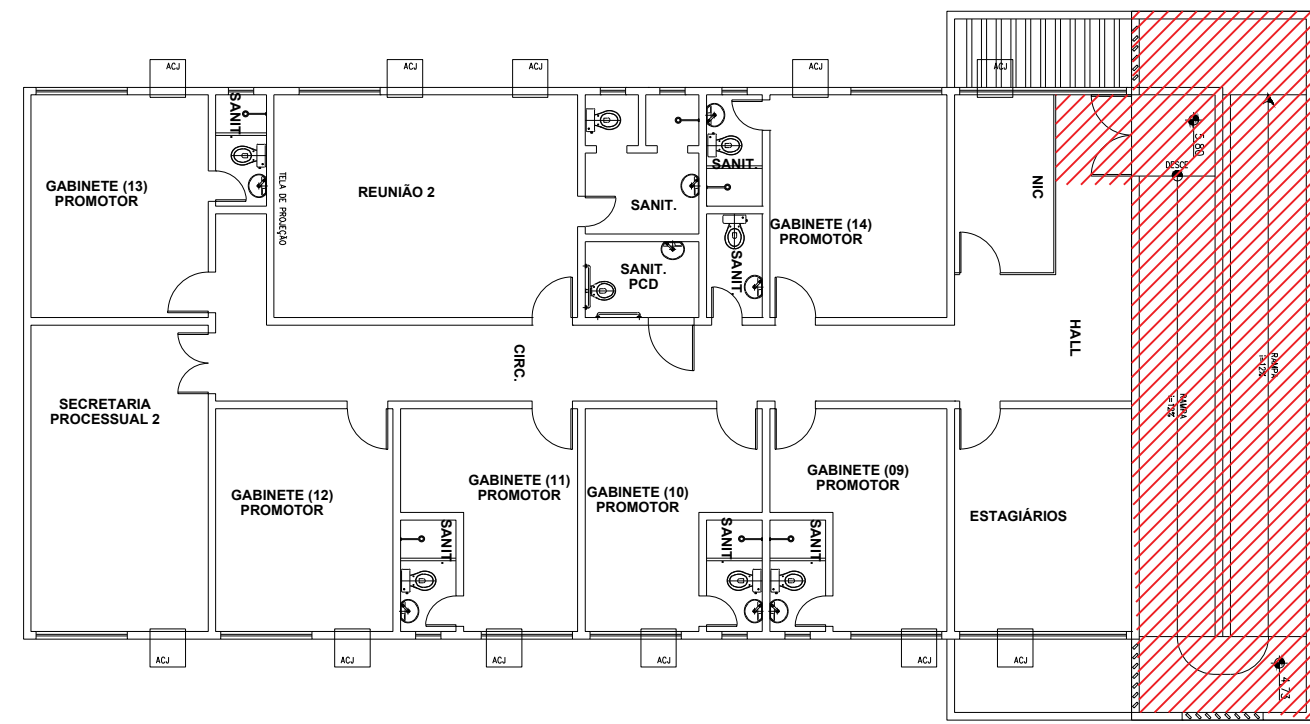 ACJ
ACJ
ACJ
ACJ
ACJ
SANIT.
GABINETE (13)
PROMOTOR
TELA DE PROJEÇÃO
REUNIÃO 2
SANIT.
SANIT.
PCD
SANIT.
SANIT.
GABINETE (14)
PROMOTOR
NIC
5,80
DESCE
HALL
RAMPA
i=12%
RAMPA
i=12%
CIRC.
SECRETARIA
PROCESSUAL 2
GABINETE (12)
PROMOTOR
GABINETE (11)
PROMOTOR
SANIT.
GABINETE (10)
PROMOTOR
SANIT.
SANIT.
GABINETE (09)
PROMOTOR
ESTAGIÁRIOS
4,73
ACJ
ACJ
ACJ
ACJ
ACJ
ACJ